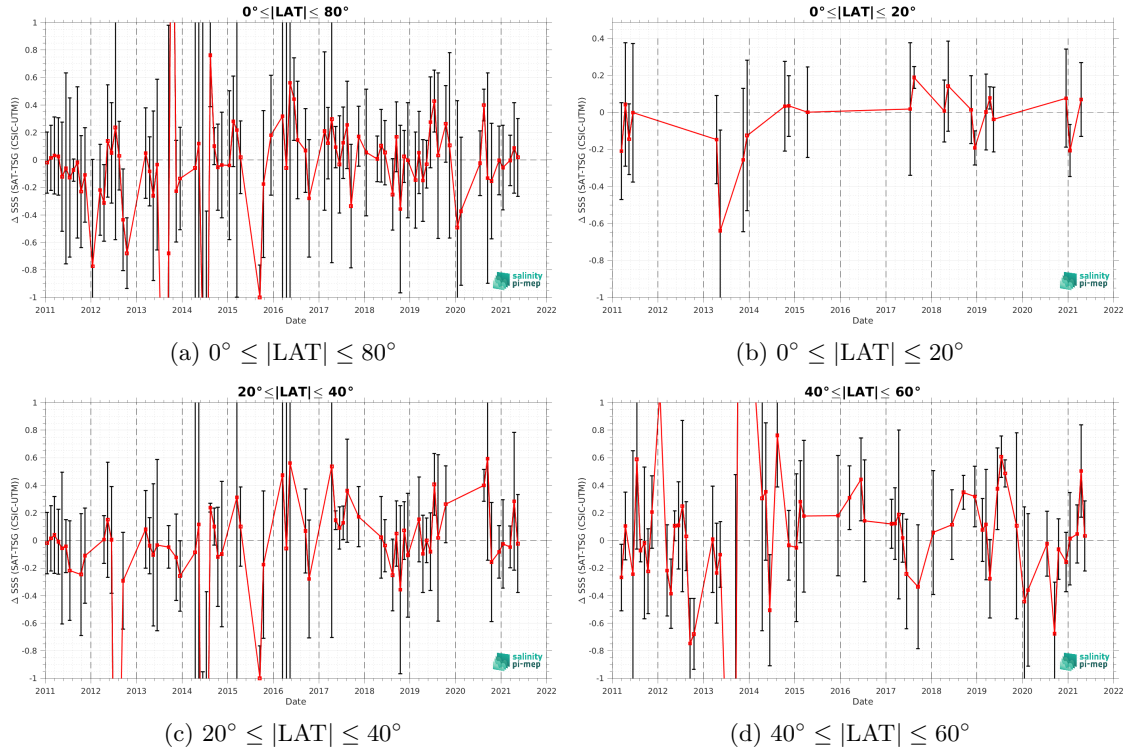 0°≤|LAT|≤ 80°
Δ SSS (SAT-TSG (CSIC-UTM))
1
0.8
0.6
0.4
0.2
0
-0.2
-0.4
-0.6
-0.8
-1
2011 2012 2013 2014 2015 2016 2017 2018 2019 2020 2021 2022
Date
salinity
pi-mep
(a) 0° ≤ |LAT| ≤ 80°
0°≤|LAT|≤ 20°
Δ SSS (SAT-TSG (CSIC-UTM))
0.4
0.2
0
-0.2
-0.4
-0.6
-0.8
-1
2011 2012 2013 2014 2015 2016 2017 2018 2019 2020 2021 2022
Date
salinity
pi-mep
(b) 0° ≤ |LAT| ≤ 20°
20°≤|LAT|≤ 40°
Δ SSS (SAT-TSG (CSIC-UTM))
1
0.8
0.6
0.4
0.2
0
-0.2
-0.4
-0.6
-0.8
-1
2011 2012 2013 2014 2015 2016 2017 2018 2019 2020 2021 2022
Date
salinity
pi-mep
(c) 20° ≤ |LAT| ≤ 40°
40°≤|LAT|≤ 60°
Δ SSS (SAT-TSG (CSIC-UTM))
1
0.8
0.6
0.4
0.2
0
-0.2
-0.4
-0.6
-0.8
-1
2011 2012 2013 2014 2015 2016 2017 2018 2019 2020 2021 2022
Date
salinity
pi-mep
(d) 40° ≤ |LAT| ≤ 60°